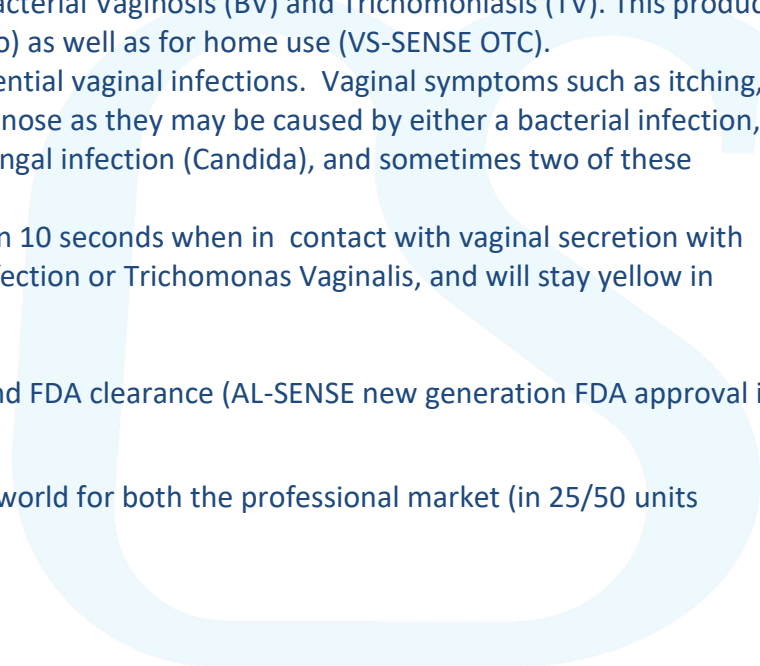 acterial Vaginosis (BV) and Trichomoniasis (TV). This produc
o) as well as for home use (VS-SENSE OTC).
ential vaginal infections. Vaginal symptoms such as itching,
nose as they may be caused by either a bacterial infection,
ngal infection (Candida), and sometimes two of these
n 10 seconds when in contact with vaginal secretion with
fection or Trichomonas Vaginalis, and will stay yellow in
nd FDA clearance (AL-SENSE new generation FDA approval i
world for both the professional market (in 25/50 units